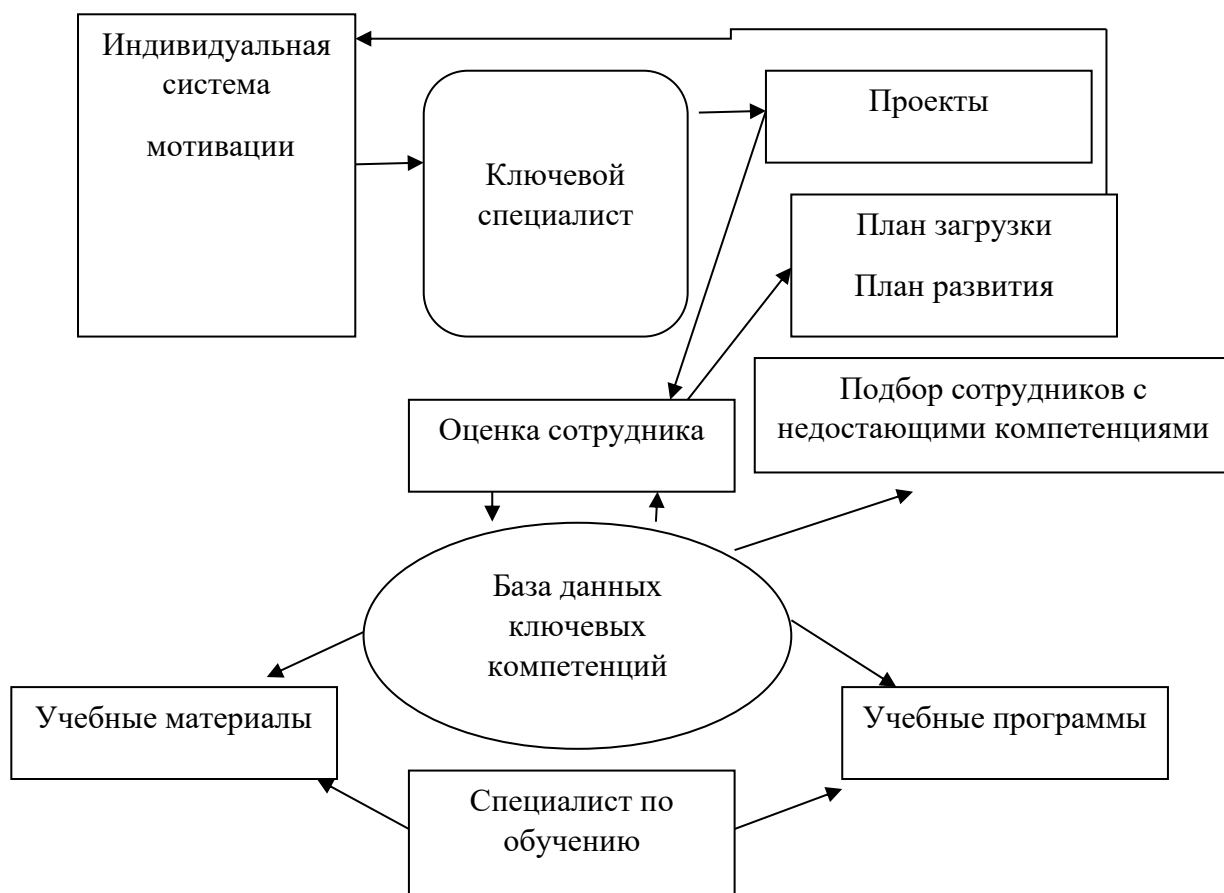 Индивидуальная
система
мотивации
Ключевой
специалист
Проекты
План загрузки
План развития
Оценка сотрудника
Подбор сотрудников с
недостающими компетенциями
База данных
ключевых
компетенций
Учебные материалы
Учебные программы
Специалист по
обучению